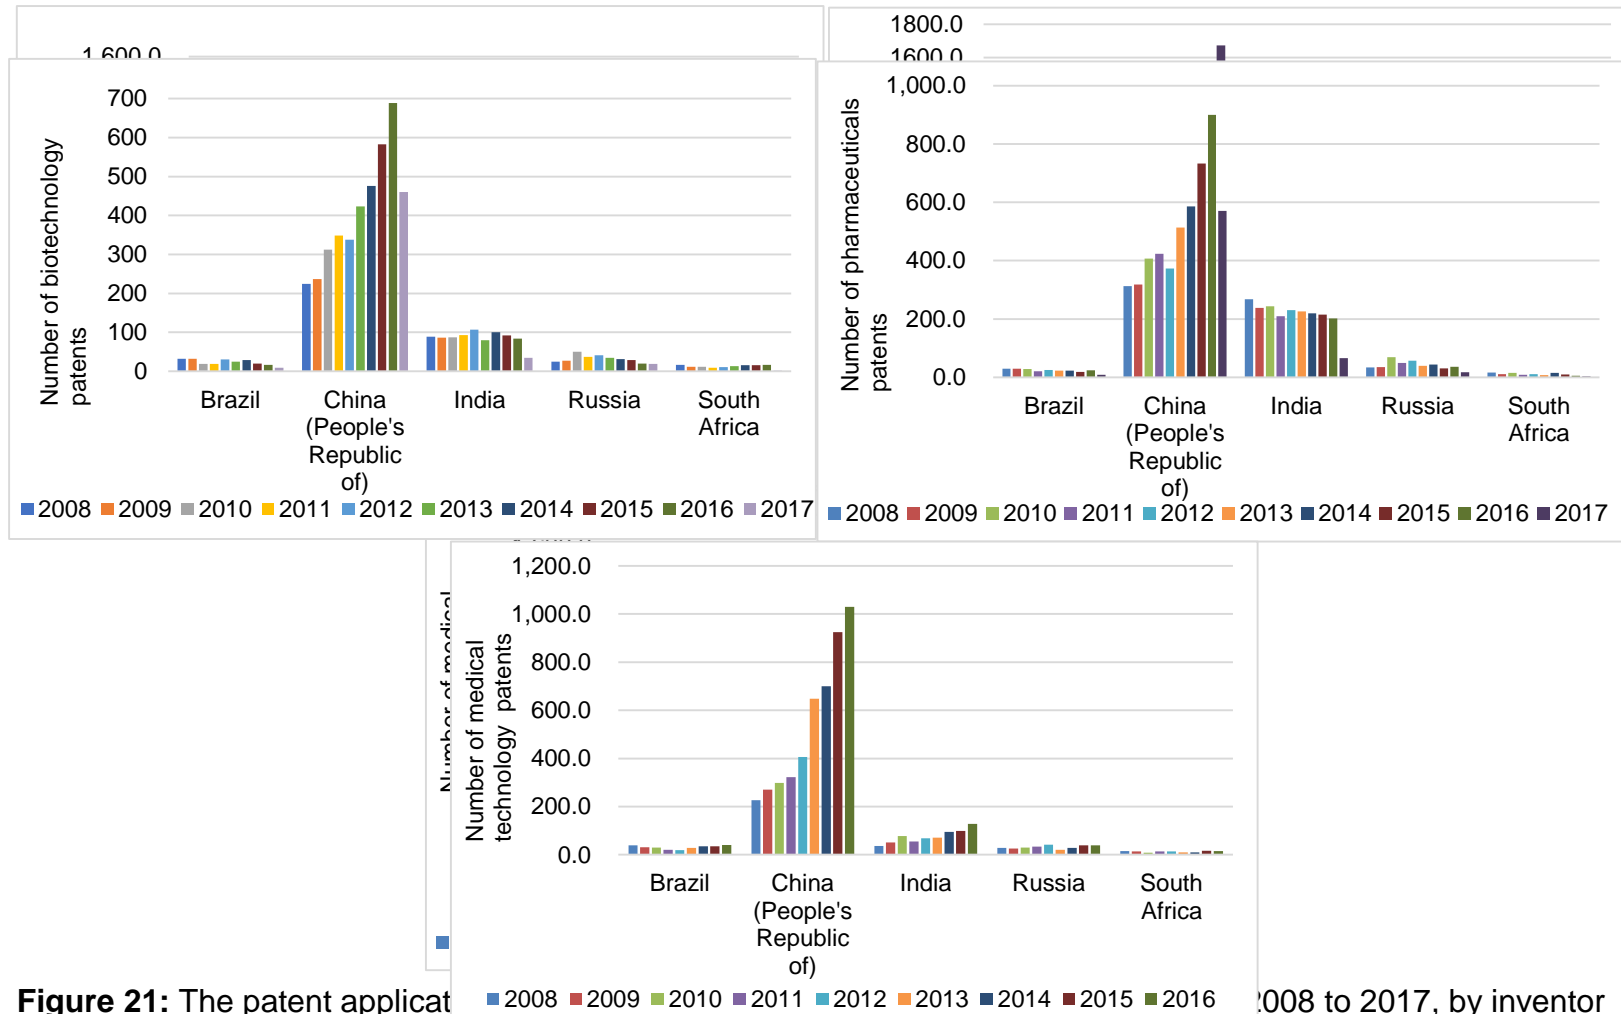 1,600.0
1800.0
1600.0
Number of biotechnology
patents
700
600
500
400
300
200
100
0
Brazil
China
(People's
Republic
of)
India
Russia
South
Africa
2008 2009 2010 2011 2012 2013 2014 2015 2016 2017
Number of pharmaceuticals
patents
1,000.0
800.0
600.0
400.0
200.0
0.0
Brazil
China
(People's
Republic
of)
India
Russia
South
Africa
2008 2009 2010 2011 2012 2013 2014 2015 2016 2017
Number of medical
Number of medical
technology patents
1,200.0
1,000.0
800.0
600.0
400.0
200.0
0.0
Brazil
China
(People's
Republic
of)
India
Russia
South
Africa
2008 2009 2010 2011 2012 2013 2014 2015 2016
Figure 21: The patent applicat 2008 to 2017, by inventor